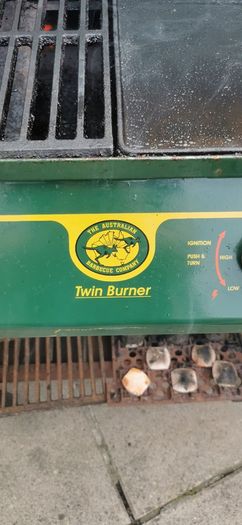 THE AUSTRALIAN
BARBECUE COMPANY
Twin Burner
IGNITION
PUSH &
TURN
HIGH
LOW